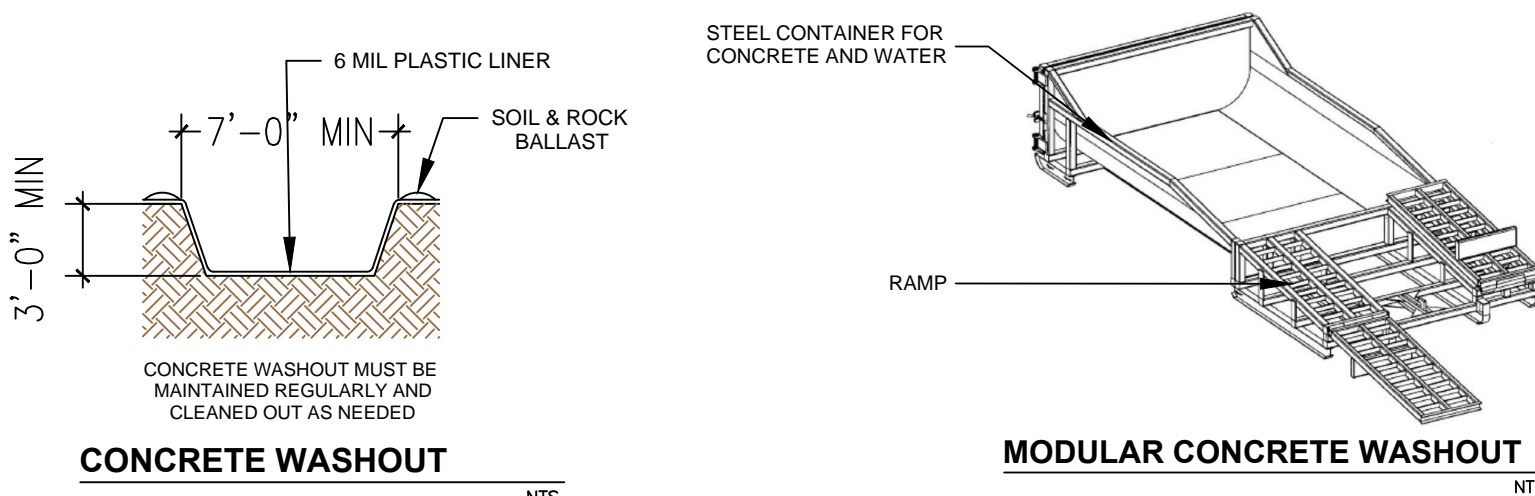 6 MIL PLASTIC LINER
7'-0" MIN
SOIL & ROCK
BALLAST
3'-0" MIN
CONCRETE WASHOUT MUST BE
MAINTAINED REGULARLY AND
CLEANED OUT AS NEEDED
CONCRETE WASHOUT
NTS
STEEL CONTAINER FOR
CONCRETE AND WATER
RAMP
MODULAR CONCRETE WASHOUT
NT